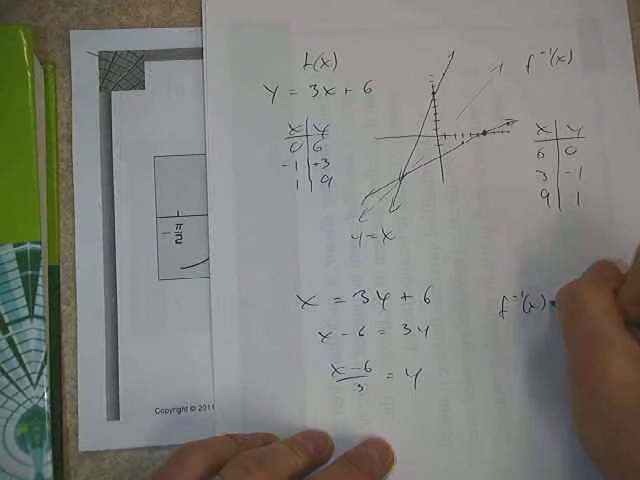 f(x)
y = 3x + 6
x y
0 6
-1 +3
1 9
f⁻¹(x)
x y
6 0
3 -1
9 1
y = x
x = 3y + 6
x - 6 = 3y
x - 6
3
= y
f⁻¹(x) =
-π/2
Copyright © 2011